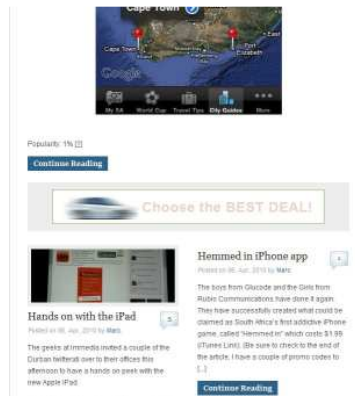 Cape Town
Cape Town
East
Port
Elizabeth
Google
My SA World Cup Travel Tips City Guides More
Popularity: 1% [?]
Continue Reading
Choose the BEST DEAL!
Hands on with the iPad
5
Posted on 06. Apr, 2010 by Marc.
The geeks at Immedia invited a couple of the
Durban twitterati over to their offices this
afternoon to have a hands on peek with the
new Apple iPad.
Hemmed in iPhone app
Posted on 06. Apr, 2010 by Marc.
The boys from Glucode and the Girls from
Rubic Communications have done it again.
They have successfully created what could be
claimed as South Africa's first addictive iPhone
game, called "Hemmed in" which costs $1.99
(iTunes Link). (Be sure to check to the end of
the article, I have a couple of promo codes to
[...]
Continue Reading